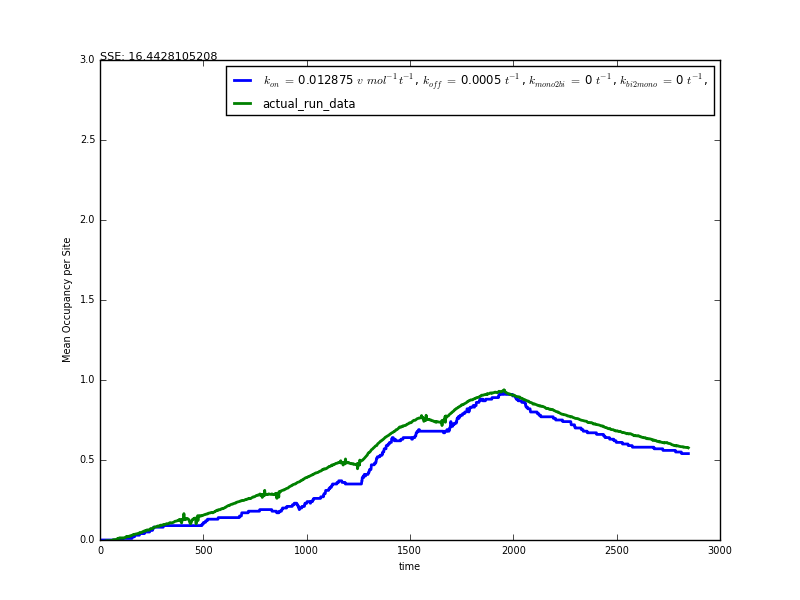 SSE: 16.4428105208
3.0
k_on = 0.012875 v mol^-1 t^-1, k_off = 0.0005 t^-1, k_mono2bi = 0 t^-1, k_bi2mono = 0 t^-1,
actual_run_data
2.5
2.0
1.5
1.0
0.5
0.0
Mean Occupancy per Site
0 500 1000 1500 2000 2500 3000
time